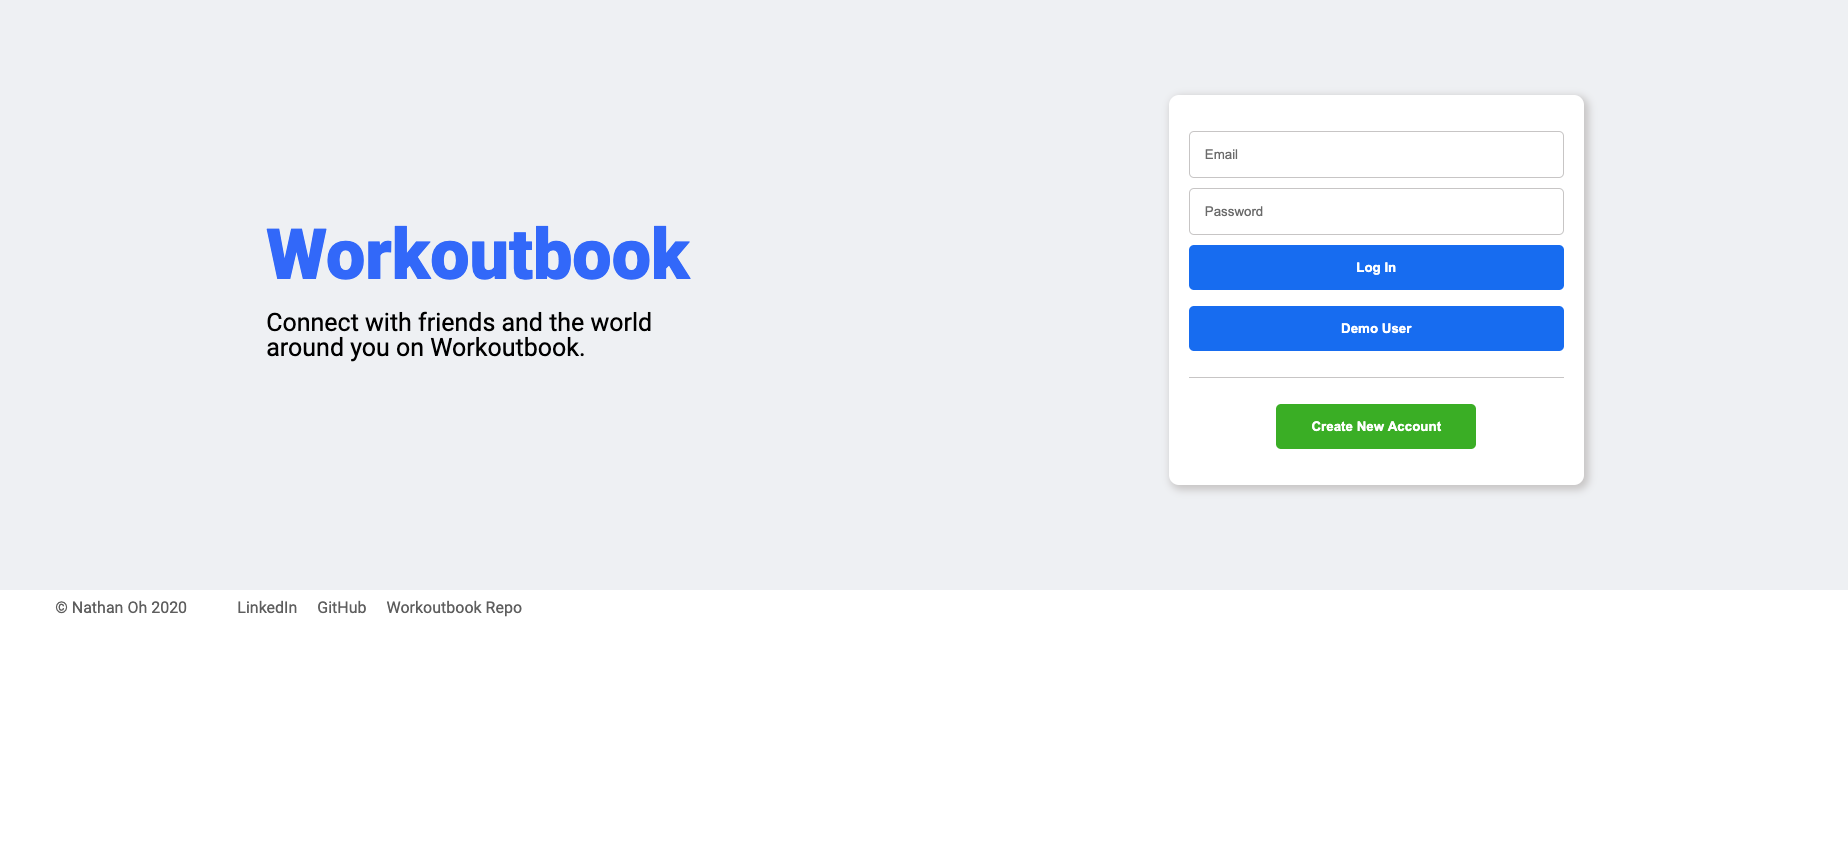 Workoutbook
Connect with friends and the world
around you on Workoutbook.
Email
Password
Log In
Demo User
Create New Account
© Nathan Oh 2020 LinkedIn GitHub Workoutbook Repo